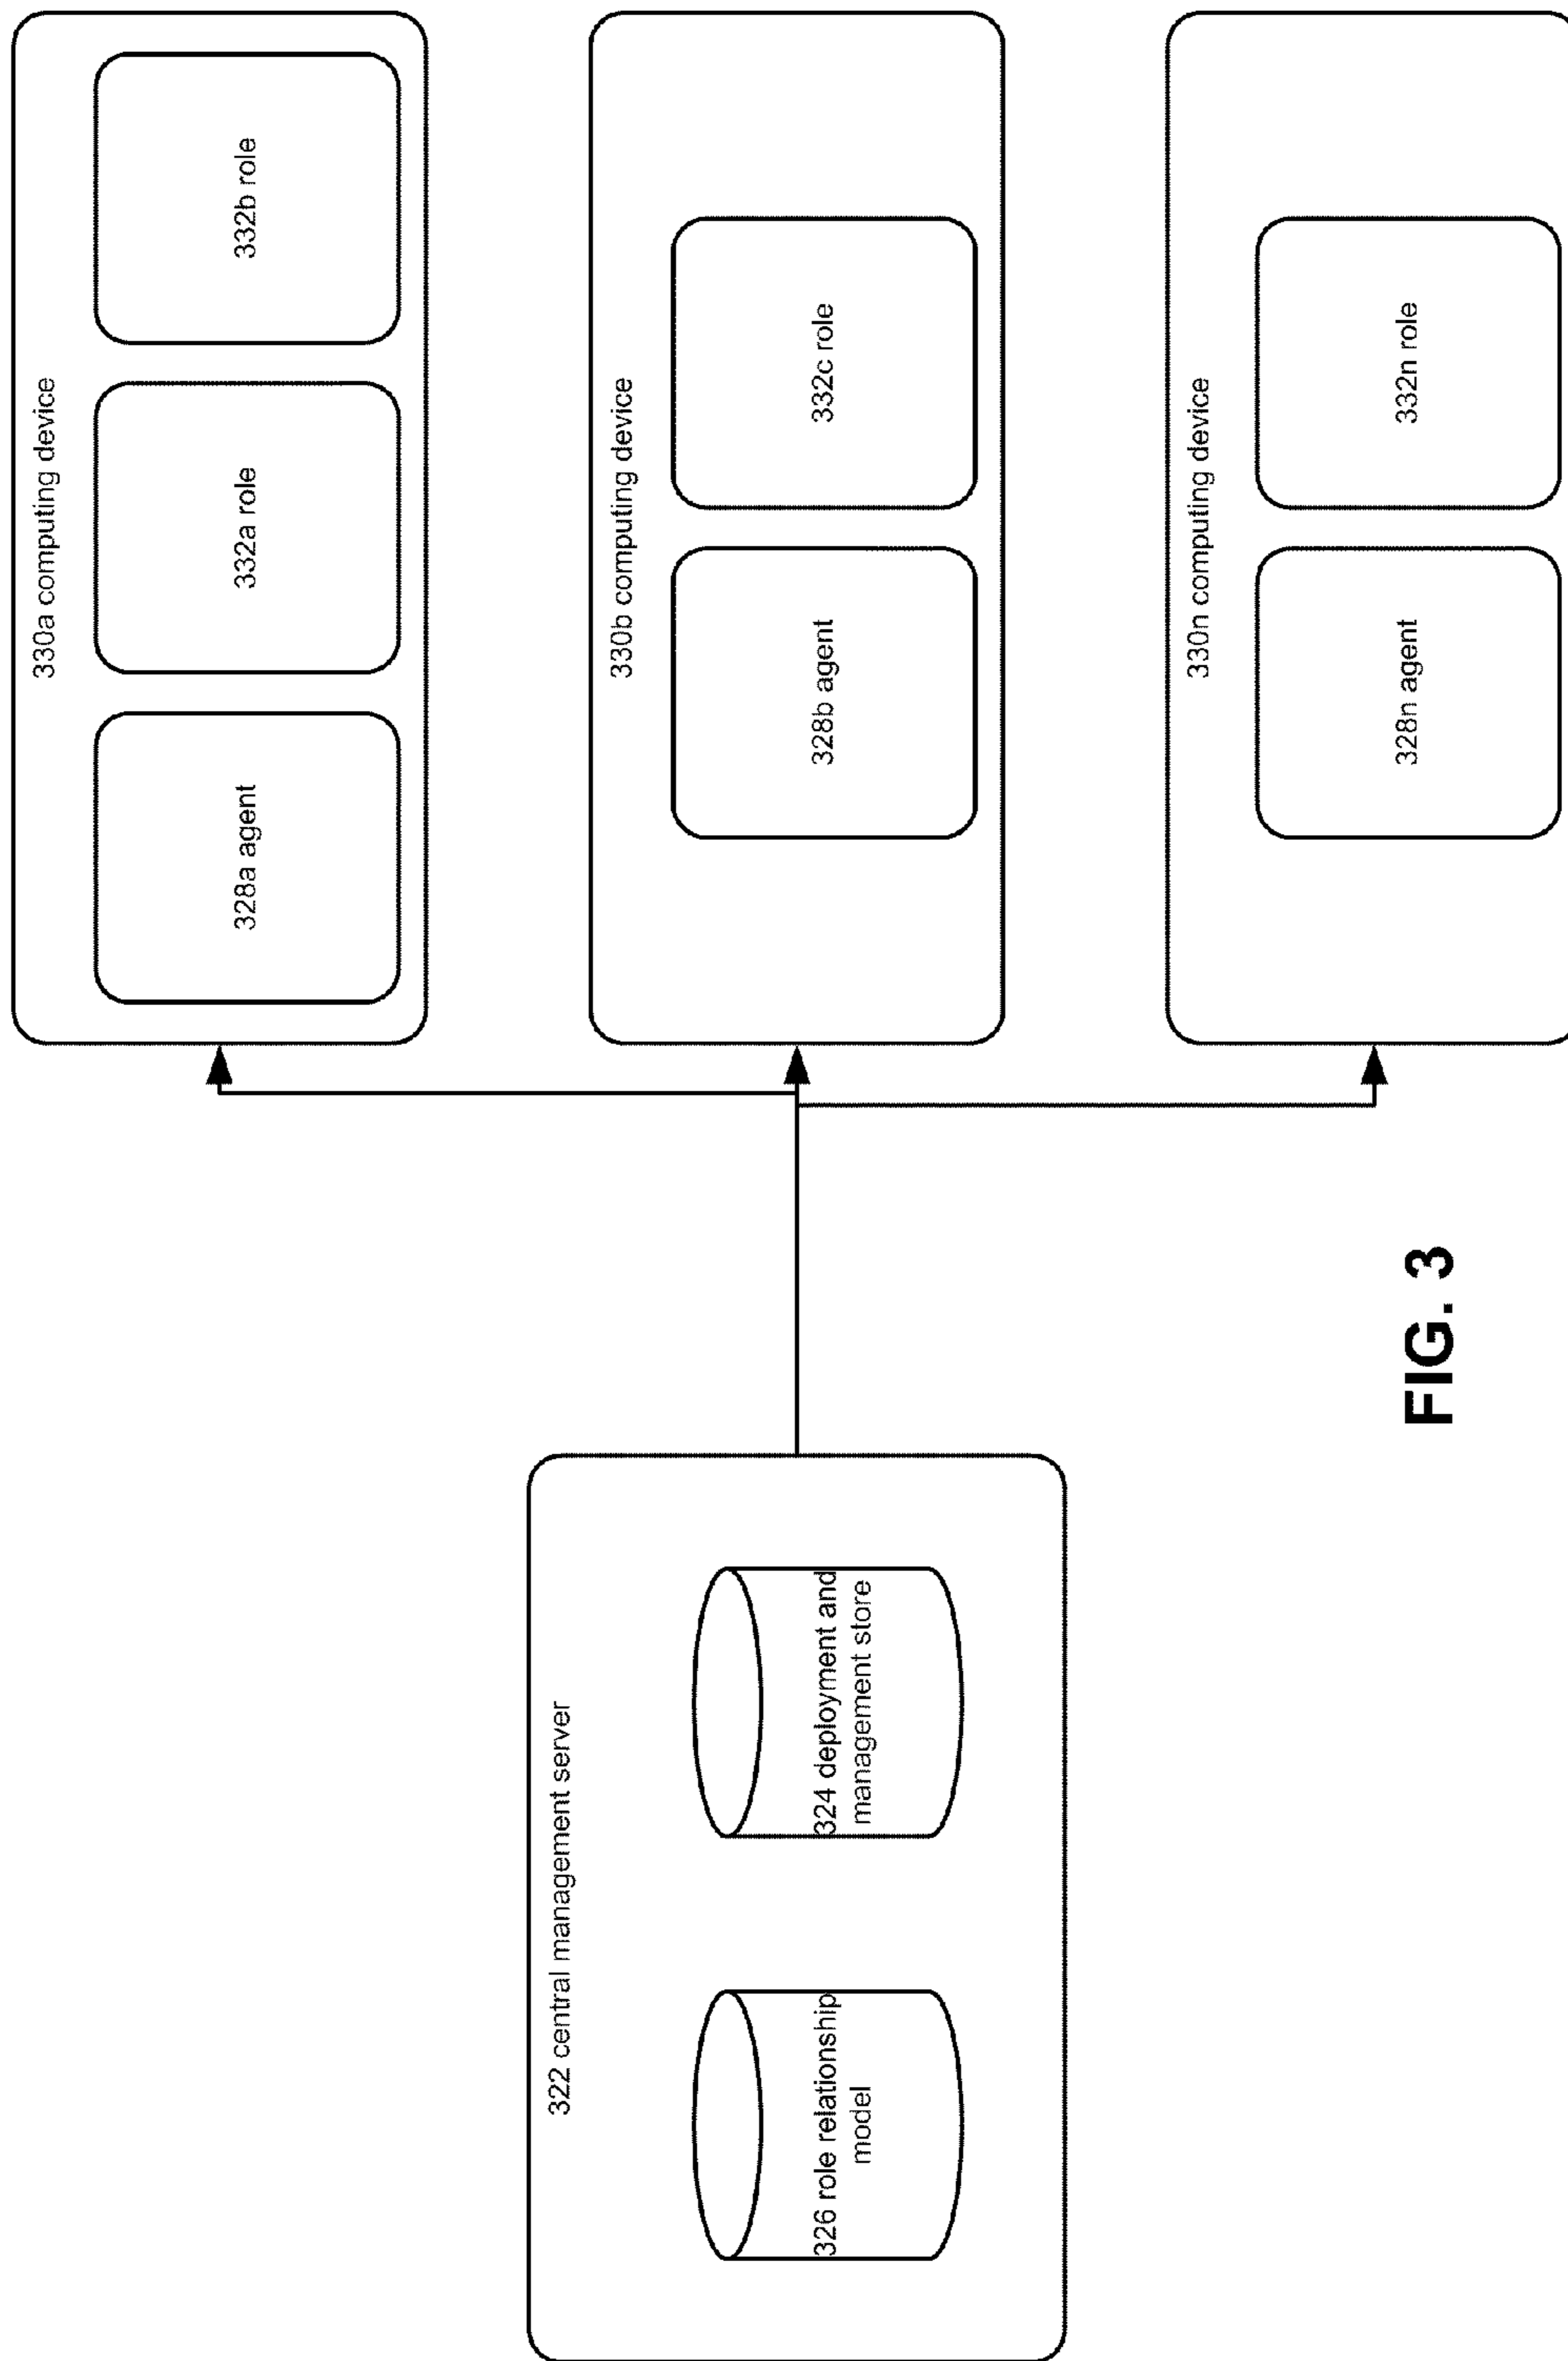 322 central management server
326 role relationship
model
324 deployment and
management store
330a computing device
328a agent
332a role
332b role
330b computing device
328b agent
332c role
330n computing device
328n agent
332n role
FIG. 3